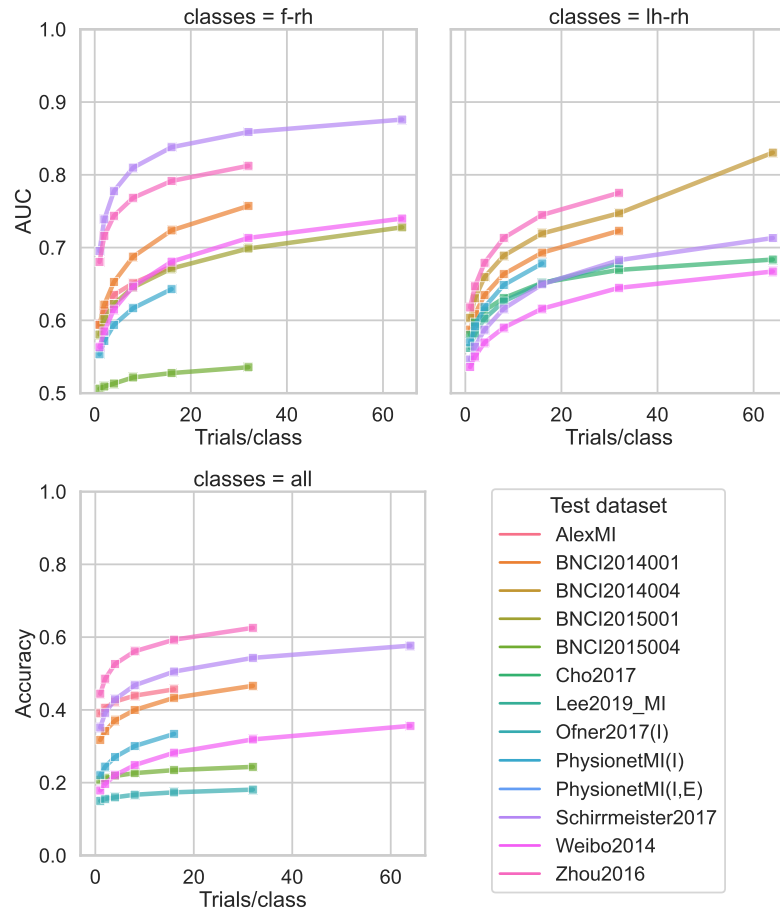 classes = f-rh
classes = lh-rh
1.0
0.9
0.8
0.7
0.6
0.5
AUC
0
20
40
60
Trials/class
0
20
40
60
Trials/class
classes = all
1.0
0.8
0.6
0.4
0.2
0.0
Accuracy
0
20
40
60
Trials/class
Test dataset
AlexMI
BNCI2014001
BNCI2014004
BNCI2015001
BNCI2015004
Cho2017
Lee2019_MI
Ofner2017(I)
PhysionetMI(I)
PhysionetMI(I,E)
Schirrmeister2017
Weibo2014
Zhou2016